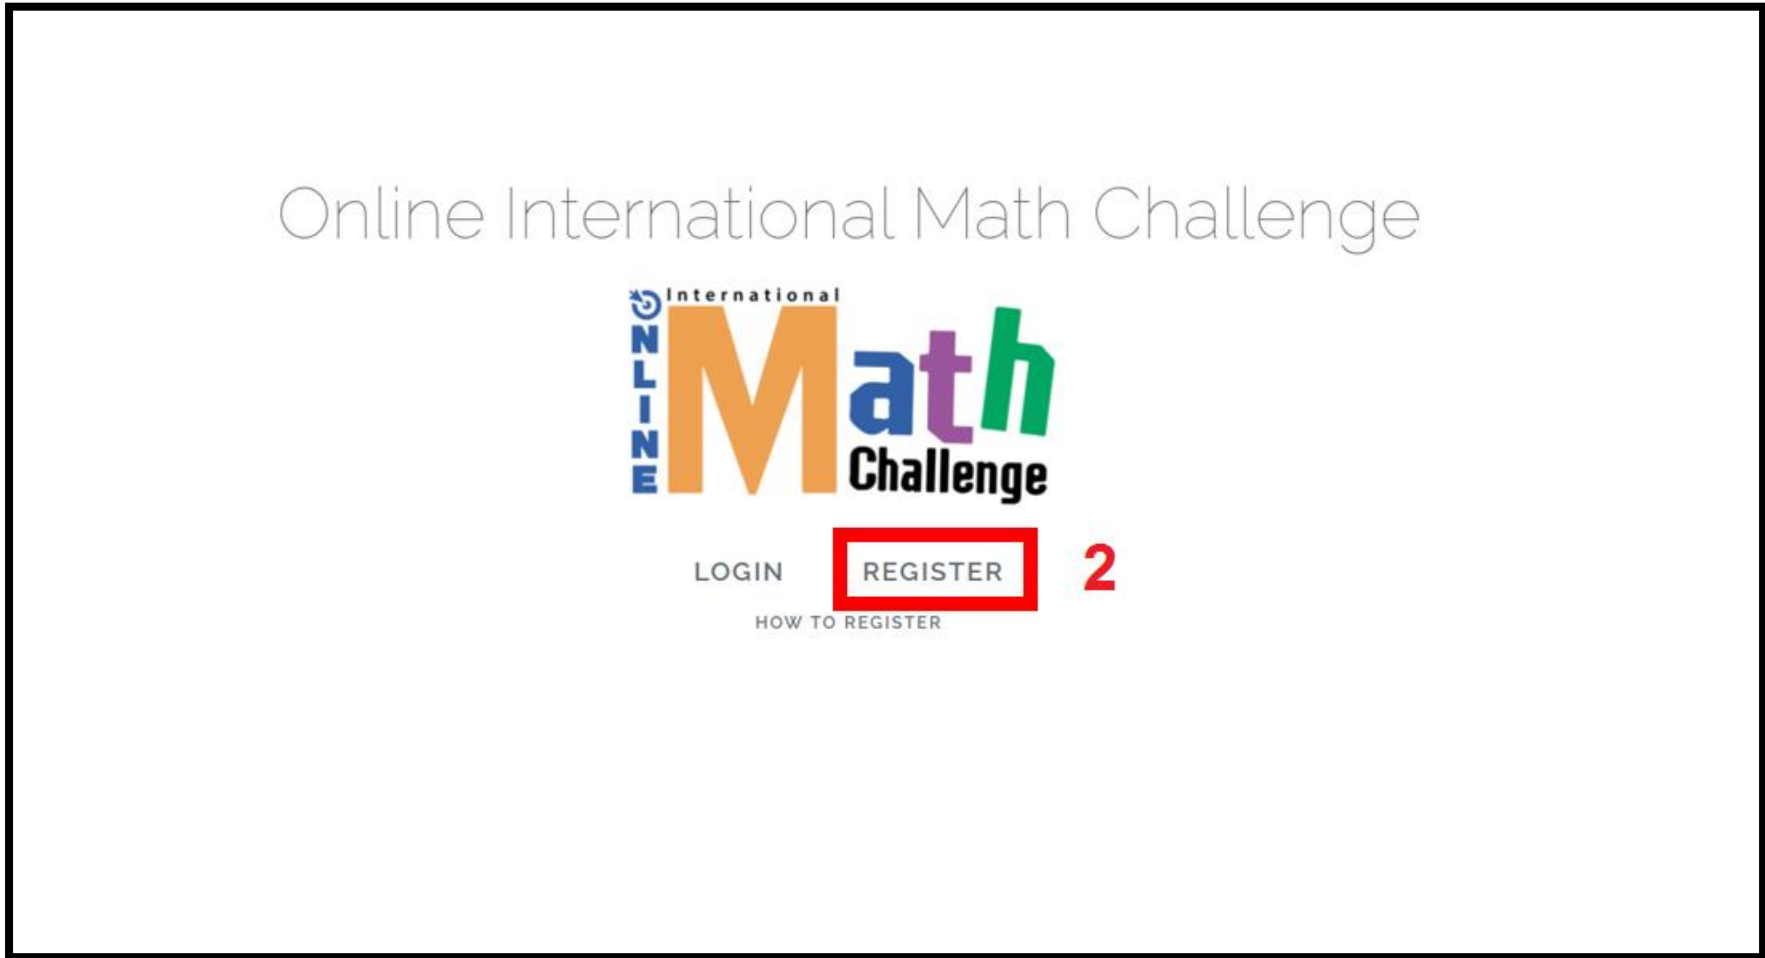 Online International Math Challenge
ONLINE
International
Math
Challenge
LOGIN REGISTER 2
HOW TO REGISTER